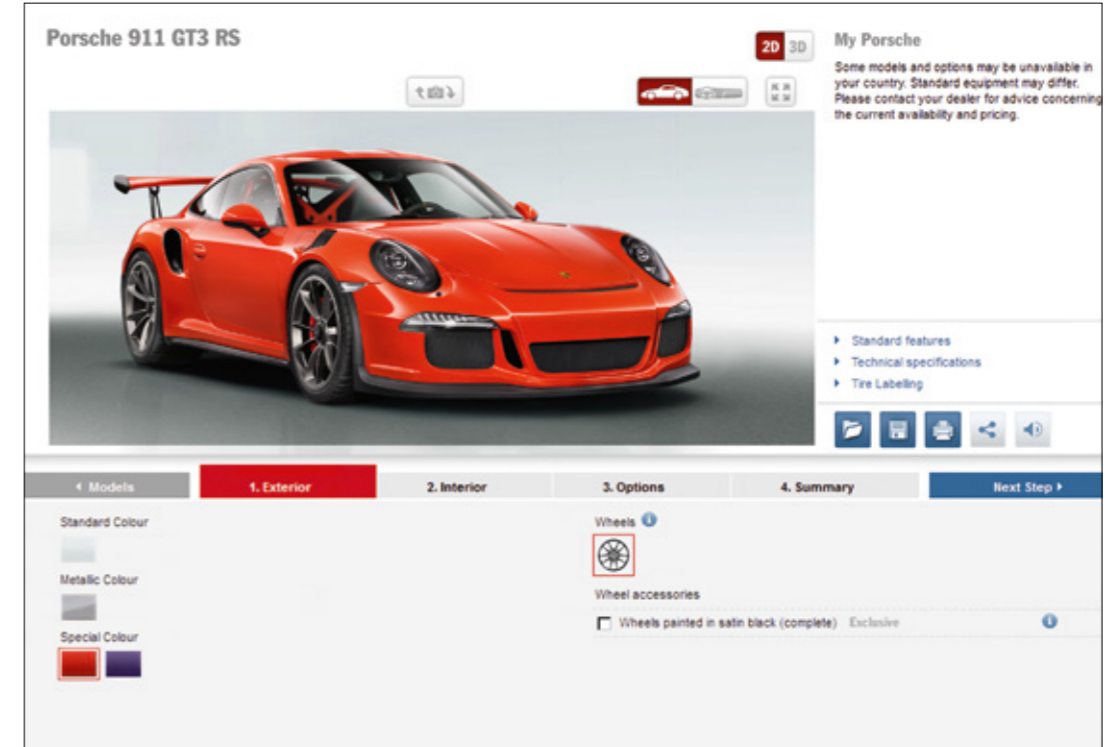 Porsche 911 GT3 RS
2D 3D
My Porsche
Some models and options may be unavailable in
your country. Standard equipment may differ.
Please contact your dealer for advice concerning
the current availability and pricing.
Standard features
Technical specifications
Tire Labelling
Models
1. Exterior
2. Interior
3. Options
4. Summary
Next Step
Standard Colour
Metallic Colour
Special Colour
Wheels
Wheel accessories
Wheels painted in satin black (complete) Exclusive